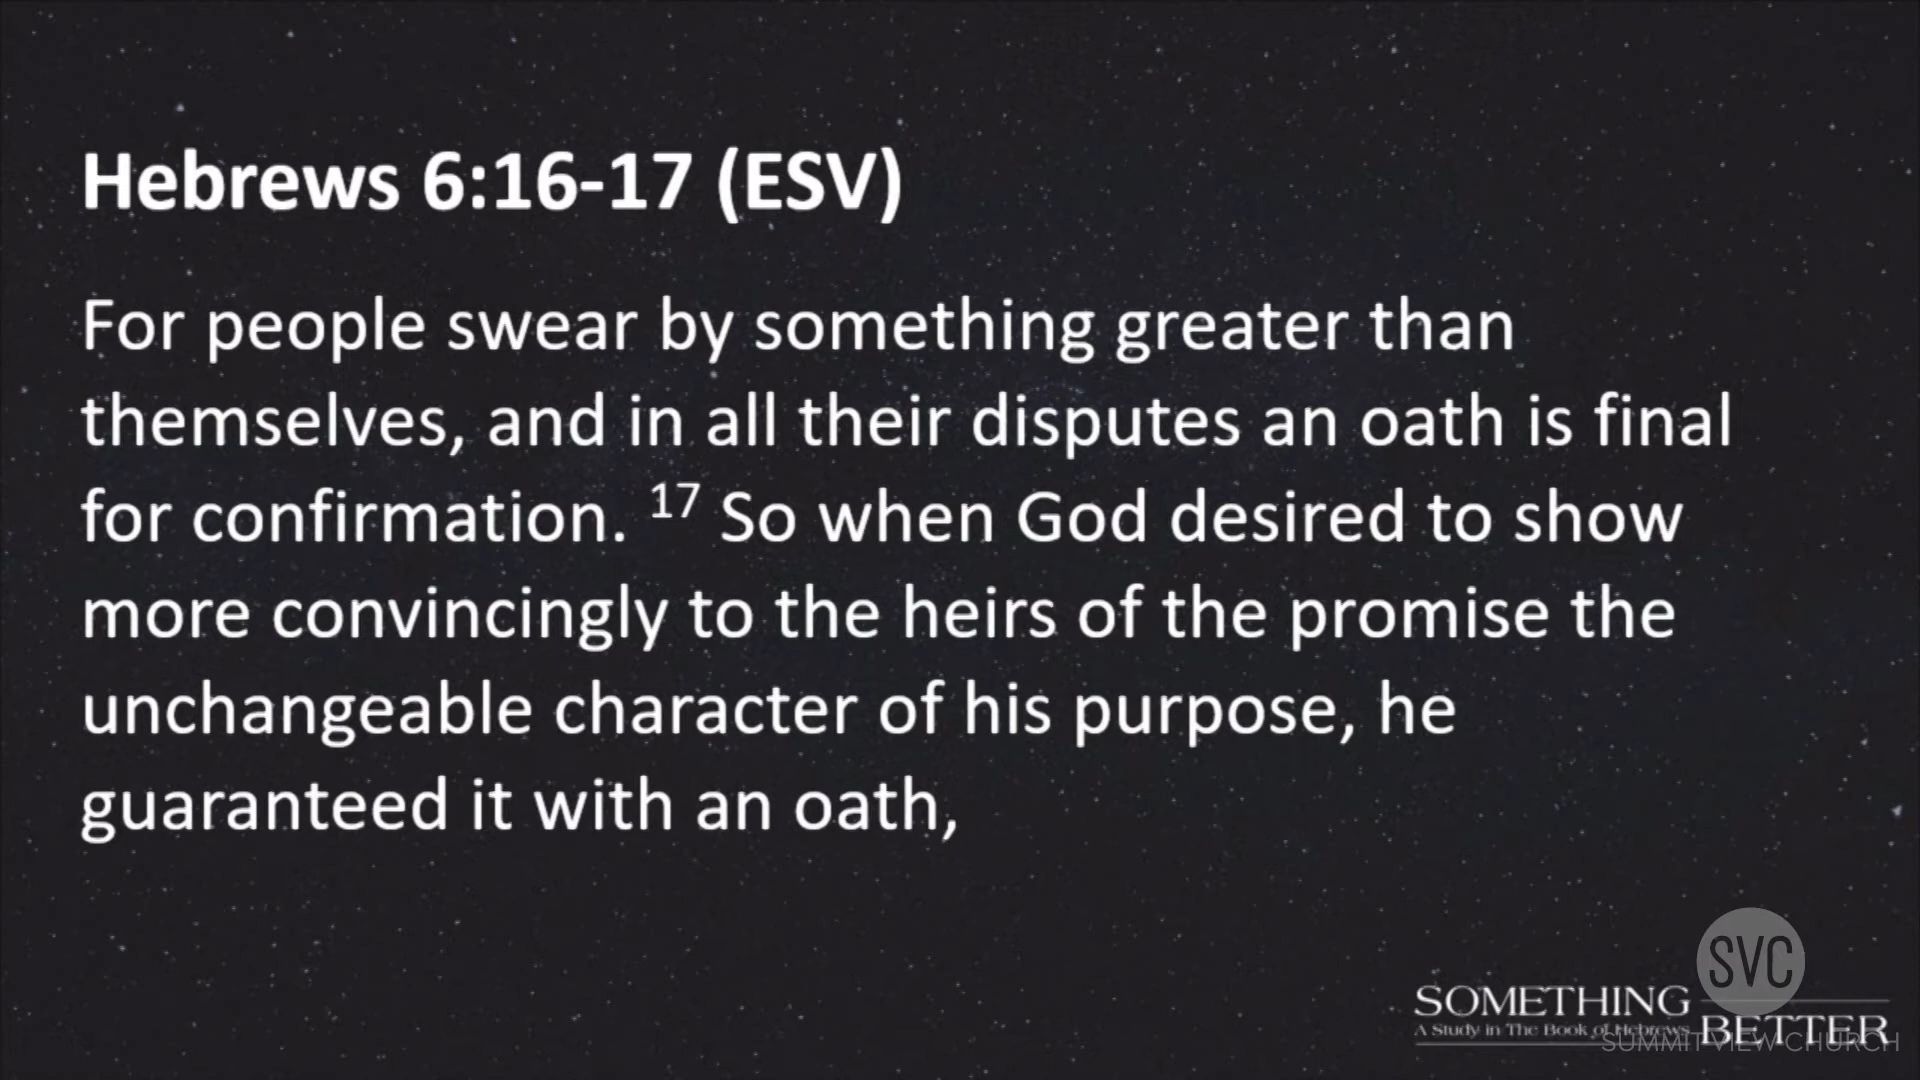 Hebrews 6:16-17 (ESV)
For people swear by something greater than
themselves, and in all their disputes an oath is final
for confirmation. 17 So when God desired to show
more convincingly to the heirs of the promise the
unchangeable character of his purpose, he
guaranteed it with an oath,
SVC
SOMETHING
A Study in The Book of Hebrews
BETTER
SUMMIT VIEW CHURCH